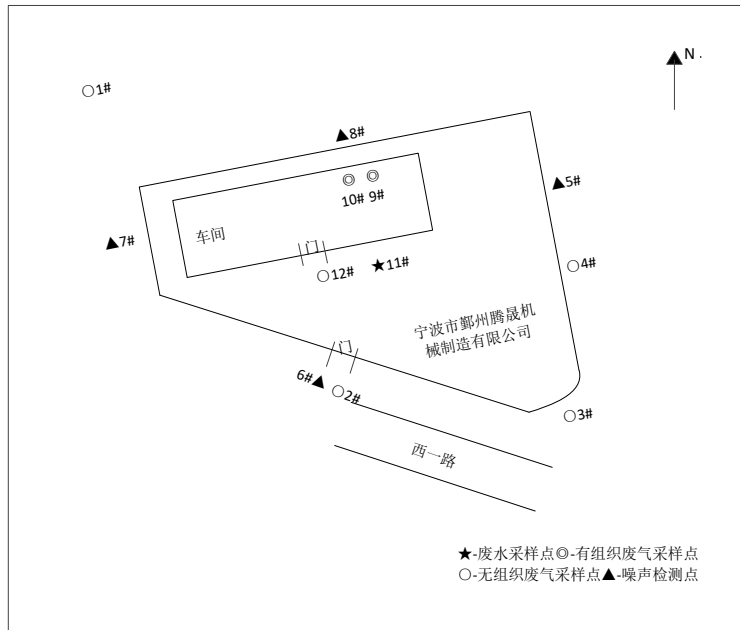 N .
○1#
▲8#
▲5#
◎ ◎
10# 9#
▲7#
车间
门
○12#
★11#
○4#
宁波市鄞州腾晟机
械制造有限公司
门
6#▲
○2#
○3#
西一路
★-废水采样点◎-有组织废气采样点
○-无组织废气采样点▲-噪声检测点